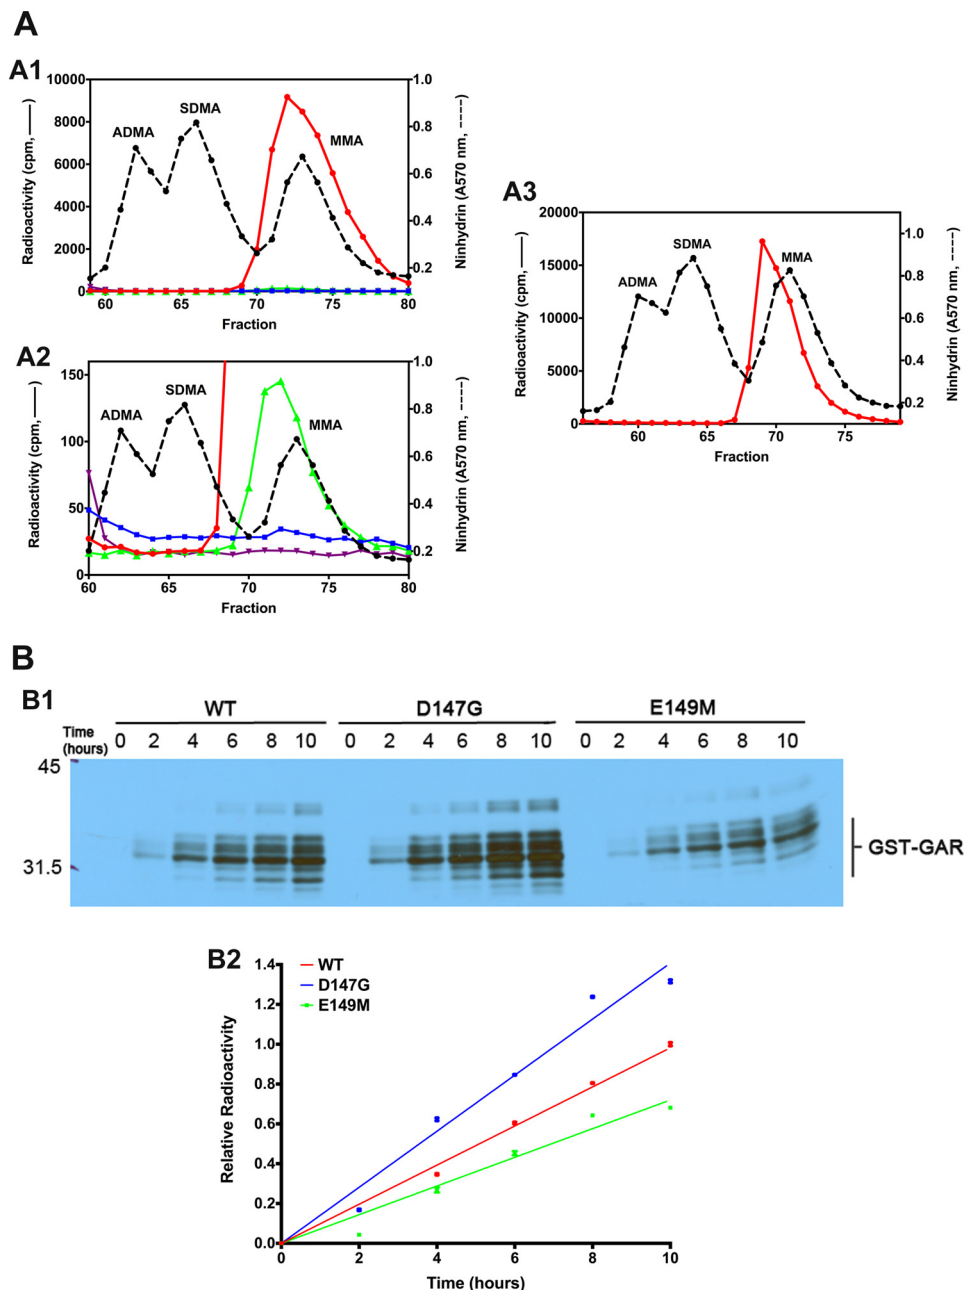 A
A1
10000
8000
6000
4000
2000
0
Radioactivity (cpm, ——)
1.0
0.8
0.6
0.4
0.2
Ninhydrin (A570 nm, ----)
ADMA
SDMA
MMA
60 65 70 75 80
Fraction
A2
150
100
50
0
Radioactivity (cpm, ——)
1.0
0.8
0.6
0.4
0.2
Ninhydrin (A570 nm, ----)
ADMA
SDMA
MMA
60 65 70 75 80
Fraction
A3
20000
15000
10000
5000
0
Radioactivity (cpm, ——)
1.0
0.8
0.6
0.4
0.2
Ninhydrin (A570 nm, ----)
ADMA
SDMA
MMA
60 65 70 75
Fraction
B
B1
WT D147G E149M
Time (hours)
0 2 4 6 8 10 0 2 4 6 8 10 0 2 4 6 8 10
45
31.5
GST-GAR
B2
WT
D147G
E149M
1.4
1.2
1.0
0.8
0.6
0.4
0.2
0.0
Relative Radioactivity
0 2 4 6 8 10
Time (hours)